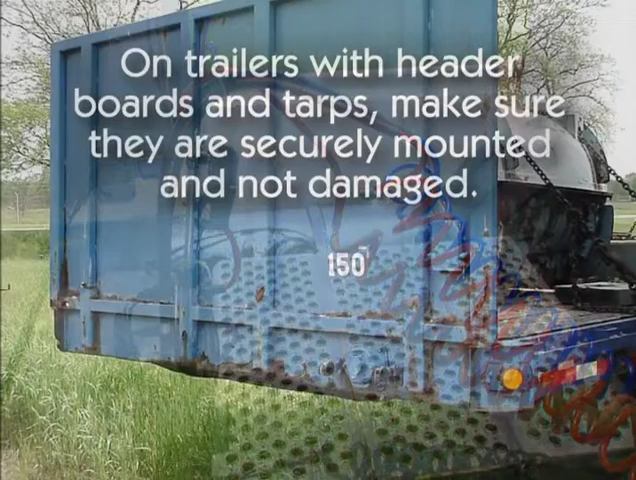 On trailers with header
boards and tarps, make sure
they are securely mounted
and not damaged.
150